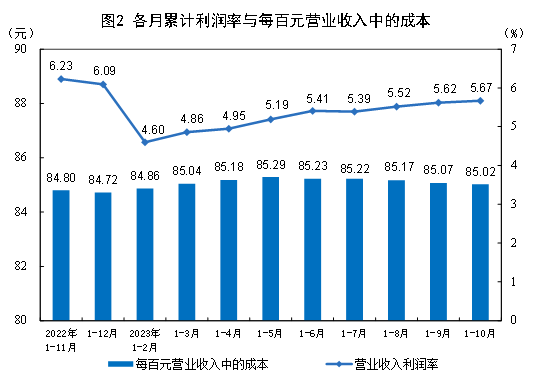 图2 各月累计利润率与每百元营业收入中的成本
(元) (%)
90 7
6.23 6.09 4.60 4.86 4.95 5.19 5.41 5.39 5.52 5.62 5.67
88 6
5
86
84.80 84.72 84.86 85.04 85.18 85.29 85.23 85.22 85.17 85.07 85.02
4
84
3
2
82
1
80 0
2022年 1-12月 2023年 1-3月 1-4月 1-5月 1-6月 1-7月 1-8月 1-9月 1-10月
1-11月 1-2月
每百元营业收入中的成本 营业收入利润率